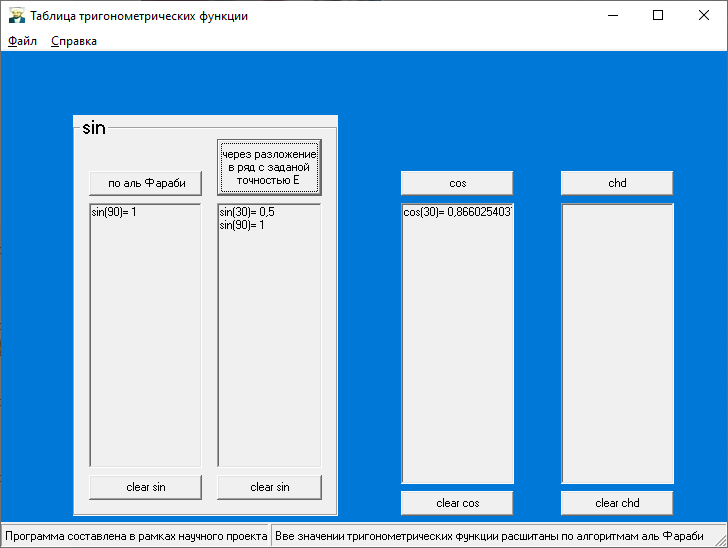 Таблица тригонометрических функции
Файл Справка
sin
через разложение
в ряд с заданой
точностью E
по аль Фараби
cos
chd
sin(90)= 1
sin(30)= 0,5
sin(90)= 1
cos(30)= 0,866025403
clear sin
clear sin
clear cos
clear chd
Программа составлена в рамках научного проекта
Вве значении тригонометрических функции расшитаны по алгоритмам аль Фараби